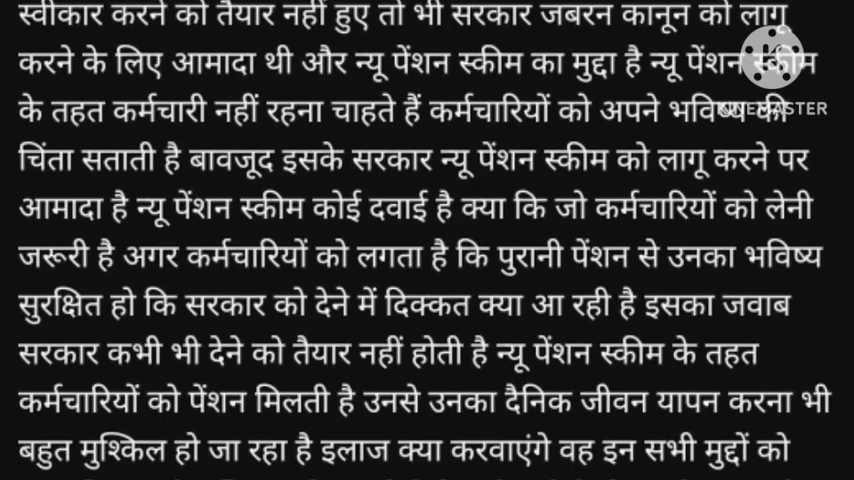 स्वीकार करने को तैयार नहीं हुए तो भी सरकार जबरन कानून को लागू
करने के लिए आमादा थी और न्यू पेंशन स्कीम का मुद्दा है न्यू पेंशन स्कीम
के तहत कर्मचारी नहीं रहना चाहते हैं कर्मचारियों को अपने भविष्य की
KINEMASTER
चिंता सताती है बावजूद इसके सरकार न्यू पेंशन स्कीम को लागू करने पर
आमादा है न्यू पेंशन स्कीम कोई दवाई है क्या कि जो कर्मचारियों को लेनी
जरूरी है अगर कर्मचारियों को लगता है कि पुरानी पेंशन से उनका भविष्य
सुरक्षित हो कि सरकार को देने में दिक्कत क्या आ रही है इसका जवाब
सरकार कभी भी देने को तैयार नहीं होती है न्यू पेंशन स्कीम के तहत
कर्मचारियों को पेंशन मिलती है उनसे उनका दैनिक जीवन यापन करना भी
बहुत मुश्किल हो जा रहा है इलाज क्या करवाएंगे वह इन सभी मुद्दों को